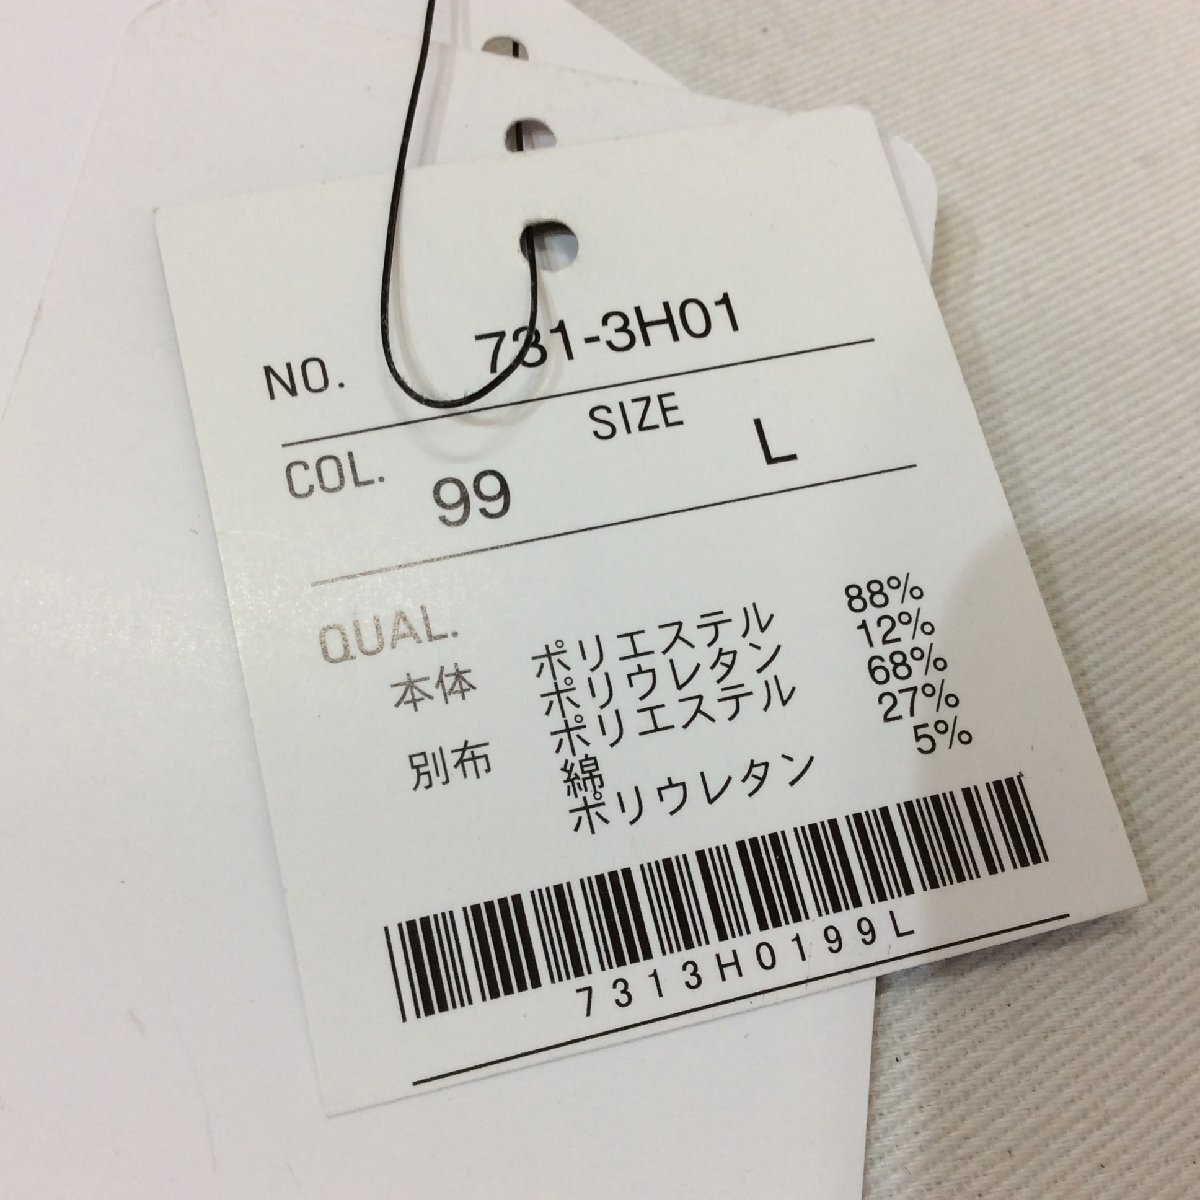 NO. 731-3H01
COL. 99 SIZE L
QUAL.
本体 ポリエステル 88%
ポリウレタン 12%
別布 ポリエステル 68%
綿 27%
ポリウレタン 5%
7313H0199L